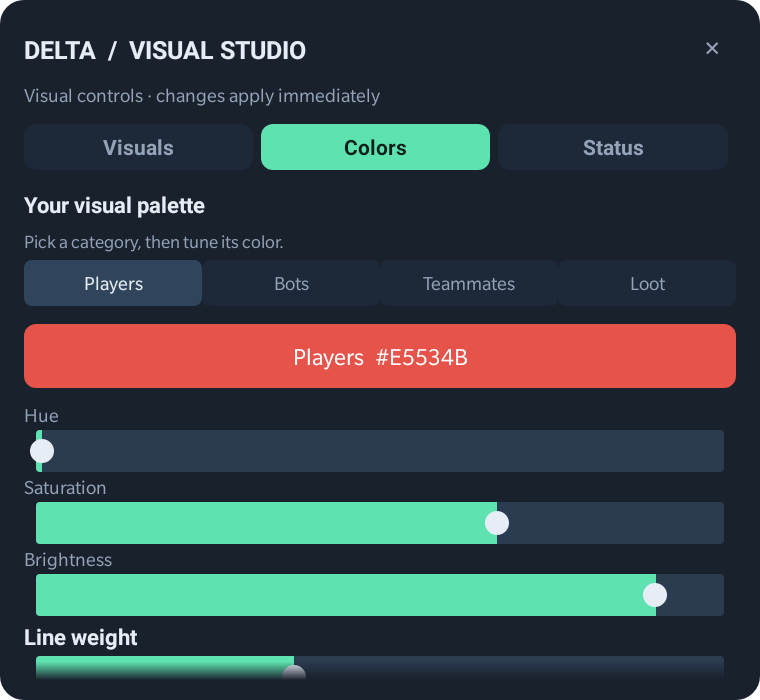 DELTA / VISUAL STUDIO ×
Visual controls · changes apply immediately
Visuals Colors Status
Your visual palette
Pick a category, then tune its color.
Players Bots Teammates Loot
Players #E5534B
Hue
Saturation
Brightness
Line weight